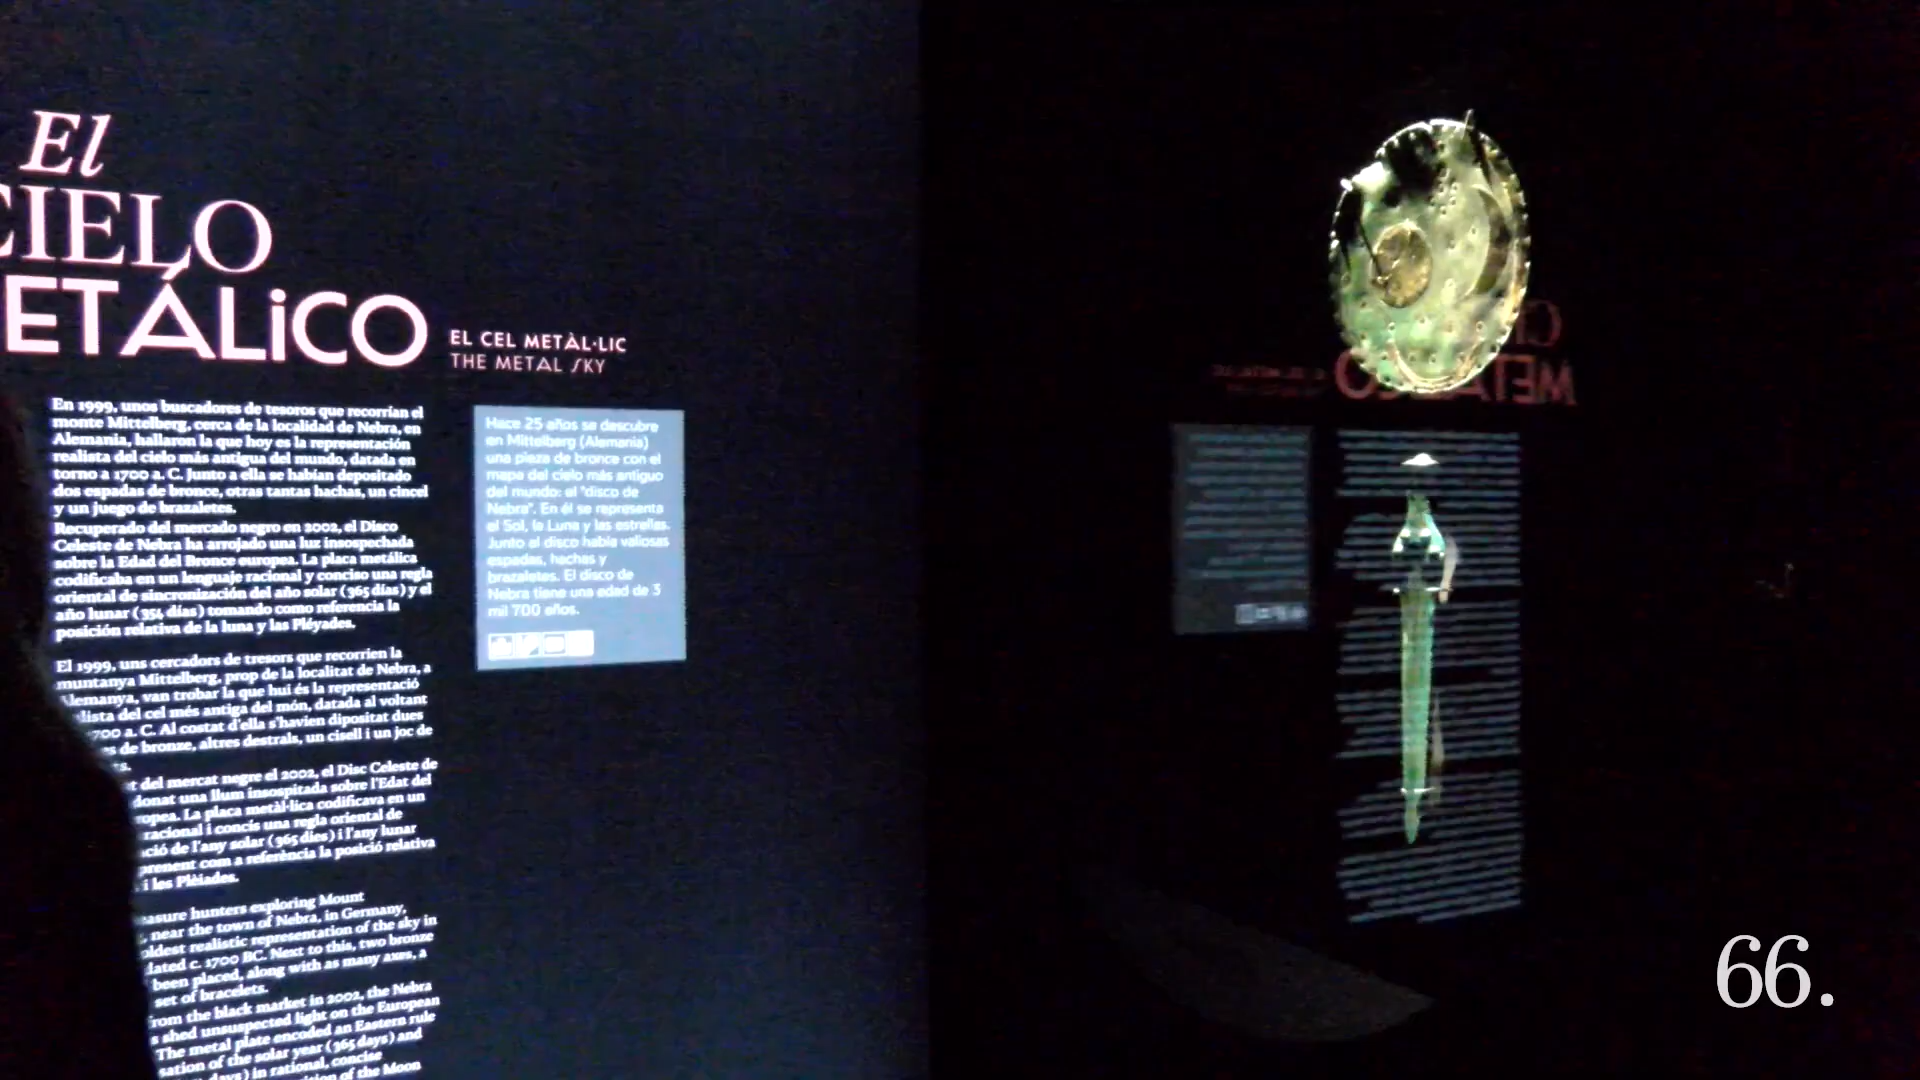 El
CIELO
ETÁLiCO
EL CEL METÀL·LIC
THE METAL SKY
En 1999, unos buscadores de tesoros que recorrían el
monte Mittelberg, cerca de la localidad de Nebra, en
Alemania, hallaron la que hoy es la representación
realista del cielo más antigua del mundo, datada en
torno a 1700 a. C. Junto a ella se habían depositado
dos espadas de bronce, otras tantas hachas, un cincel
y un juego de brazaletes.
Recuperado del mercado negro en 2002, el Disco
Celeste de Nebra ha arrojado una luz insospechada
sobre la Edad del Bronce europea. La placa metálica
codificaba en un lenguaje racional y conciso una regla
oriental de sincronización del año solar (365 días) y el
año lunar (354 días) tomando como referencia la
posición relativa de la luna y las Pléyades.
El 1999, uns cercadors de tresors que recorrien la
muntanya Mittelberg, prop de la localitat de Nebra, a
Alemanya, van trobar la que hui és la representació
lista del cel més antiga del món, datada al voltant
1700 a. C. Al costat d'ella s'havien dipositat dues
es de bronze, altres destrals, un cisell i un joc de
ts.
t del mercat negre el 2002, el Disc Celeste de
donat una llum insospitada sobre l'Edat del
ropea. La placa metàl·lica codificava en un
racional i concís una regla oriental de
ció de l'any solar (365 dies) i l'any lunar
prenent com a referència la posició relativa
i les Plèiades.
easure hunters exploring Mount
, near the town of Nebra, in Germany,
oldest realistic representation of the sky in
dated c. 1700 BC. Next to this, two bronze
been placed, along with as many axes, a
set of bracelets.
from the black market in 2002, the Nebra
s shed unsuspected light on the European
The metal plate encoded an Eastern rule
sation of the solar year (365 days) and
days) in rational, concise
ition of the Moon
Hace 25 años se descubre
en Mittelberg (Alemania)
una pieza de bronce con el
mapa del cielo más antiguo
del mundo: el "disco de
Nebra". En él se representa
el Sol, la Luna y las estrellas.
Junto al disco había valiosas
espadas, hachas y
brazaletes. El disco de
Nebra tiene una edad de 3
mil 700 años.
66.